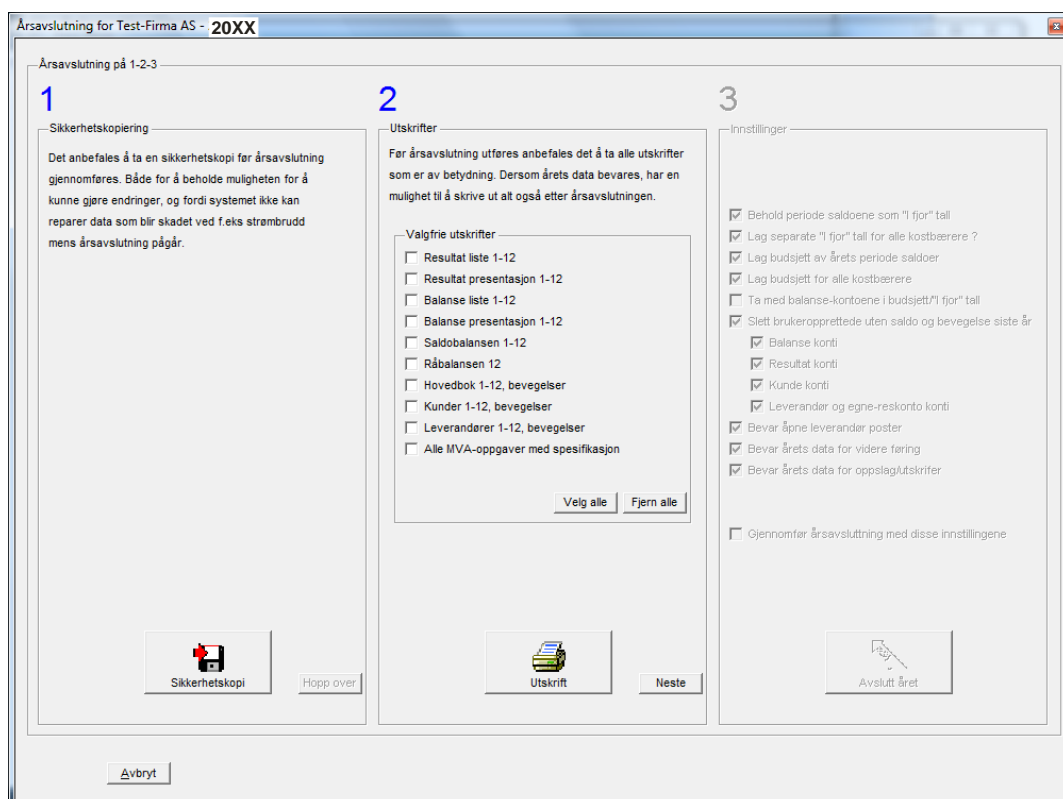 Årsavslutning for Test-Firma AS - 20XX
Årsavslutning på 1-2-3
1
Sikkerhetskopiering
Det anbefales å ta en sikkerhetskopi før årsavslutning
gjennomføres. Både for å beholde muligheten for å
kunne gjøre endringer, og fordi systemet ikke kan
reparer data som blir skadet ved f.eks strømbrudd
mens årsavslutning pågår.
Sikkerhetskopi
Hopp over
2
Utskrifter
Før årsavslutning utføres anbefales det å ta alle utskrifter
som er av betydning. Dersom årets data bevares, har en
mulighet til å skrive ut alt også etter årsavslutningen.
Valgfrie utskrifter
Resultat liste 1-12
Resultat presentasjon 1-12
Balanse liste 1-12
Balanse presentasjon 1-12
Saldobalansen 1-12
Råbalansen 12
Hovedbok 1-12, bevegelser
Kunder 1-12, bevegelser
Leverandører 1-12, bevegelser
Alle MVA-oppgaver med spesifikasjon
Velg alle
Fjern alle
Utskrift
Neste
3
Innstillinger
Behold periode saldoene som "I fjor" tall
Lag separate "I fjor" tall for alle kostbærere ?
Lag budsjett av årets periode saldoer
Lag budsjett for alle kostbærere
Ta med balanse-kontoene i budsjett/"I fjor" tall
Slett brukeropprettede uten saldo og bevegelse siste år
Balanse konti
Resultat konti
Kunde konti
Leverandør og egne-reskonto konti
Bevar åpne leverandør poster
Bevar årets data for videre føring
Bevar årets data for oppslag/utskrifer
Gjennomfør årsavsluttning med disse innstillingene
Avslutt året
Avbryt